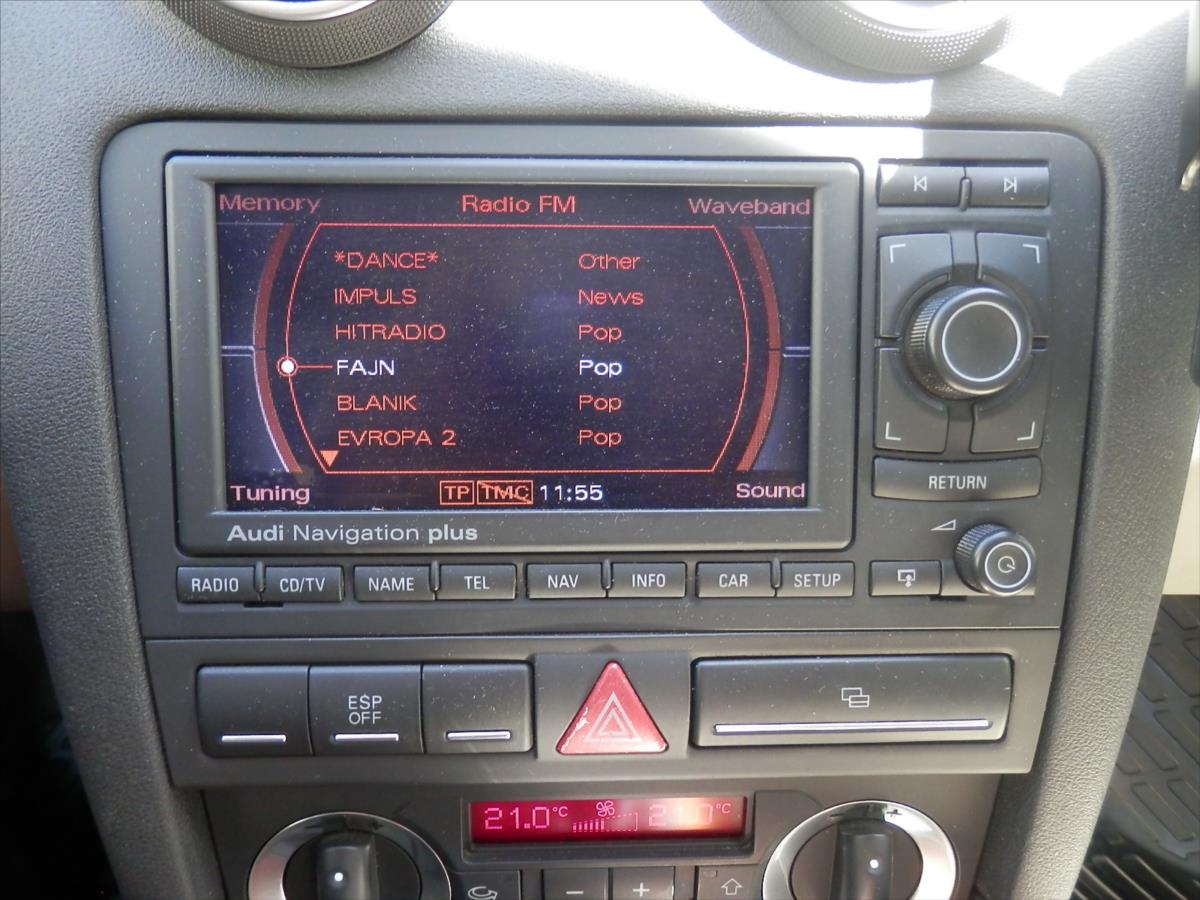 Memory Radio FM Waveband
*DANCE* Other
IMPULS News
HITRADIO Pop
FAJN Pop
BLANIK Pop
EVROPA 2 Pop
Tuning TP TMC 11:55 Sound
Audi Navigation plus
RETURN
RADIO CD/TV NAME TEL NAV INFO CAR SETUP
ESP
OFF
21.0°C 21.0°C
− +